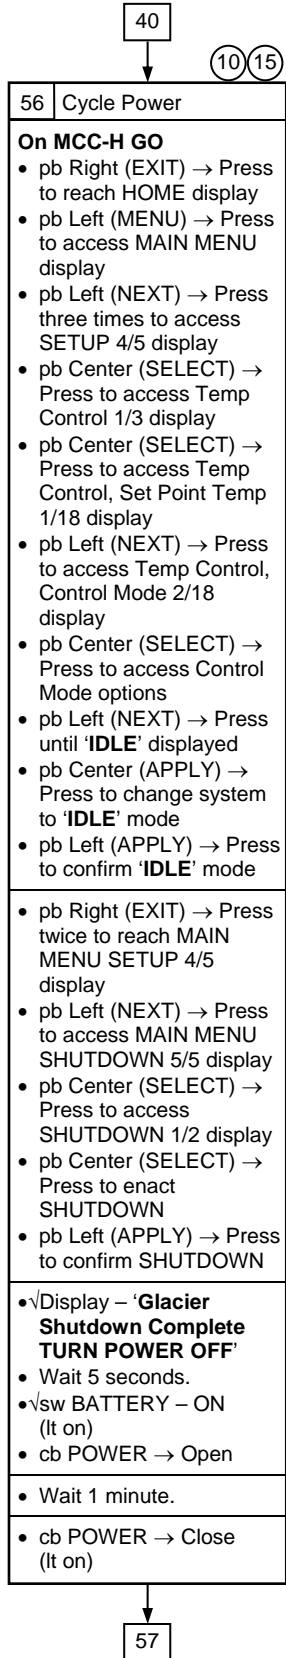 40
10 15
56 Cycle Power
On MCC-H GO
• pb Right (EXIT) → Press
to reach HOME display
• pb Left (MENU) → Press
to access MAIN MENU
display
• pb Left (NEXT) → Press
three times to access
SETUP 4/5 display
• pb Center (SELECT) →
Press to access Temp
Control 1/3 display
• pb Center (SELECT) →
Press to access Temp
Control, Set Point Temp
1/18 display
• pb Left (NEXT) → Press
to access Temp Control,
Control Mode 2/18
display
• pb Center (SELECT) →
Press to access Control
Mode options
• pb Left (NEXT) → Press
until ‘IDLE’ displayed
• pb Center (APPLY) →
Press to change system
to ‘IDLE’ mode
• pb Left (APPLY) → Press
to confirm ‘IDLE’ mode
• pb Right (EXIT) → Press
twice to reach MAIN
MENU SETUP 4/5
display
• pb Left (NEXT) → Press
to access MAIN MENU
SHUTDOWN 5/5 display
• pb Center (SELECT) →
Press to access
SHUTDOWN 1/2 display
• pb Center (SELECT) →
Press to enact
SHUTDOWN
• pb Left (APPLY) → Press
to confirm SHUTDOWN
•√Display – ‘Glacier
Shutdown Complete
TURN POWER OFF’
• Wait 5 seconds.
•√sw BATTERY – ON
(lt on)
• cb POWER → Open
• Wait 1 minute.
• cb POWER → Close
(lt on)
57